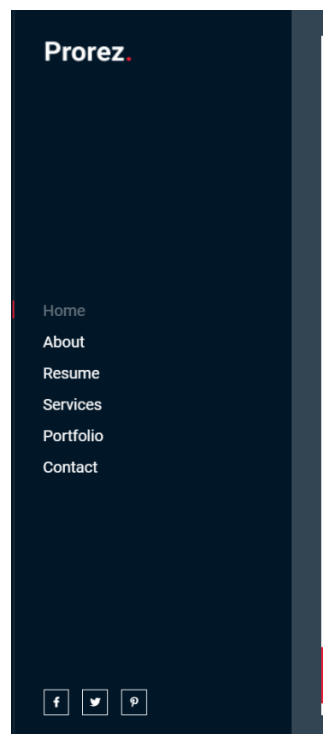 Prorez.
Home
About
Resume
Services
Portfolio
Contact